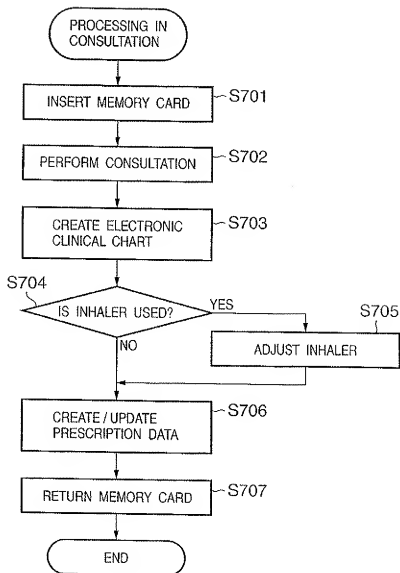 PROCESSING IN
CONSULTATION
INSERT MEMORY CARD
S701
PERFORM CONSULTATION
S702
CREATE ELECTRONIC
CLINICAL CHART
S703
S704
IS INHALER USED?
YES
NO
S705
ADJUST INHALER
CREATE/UPDATE
PRESCRIPTION DATA
S706
RETURN MEMORY CARD
S707
END